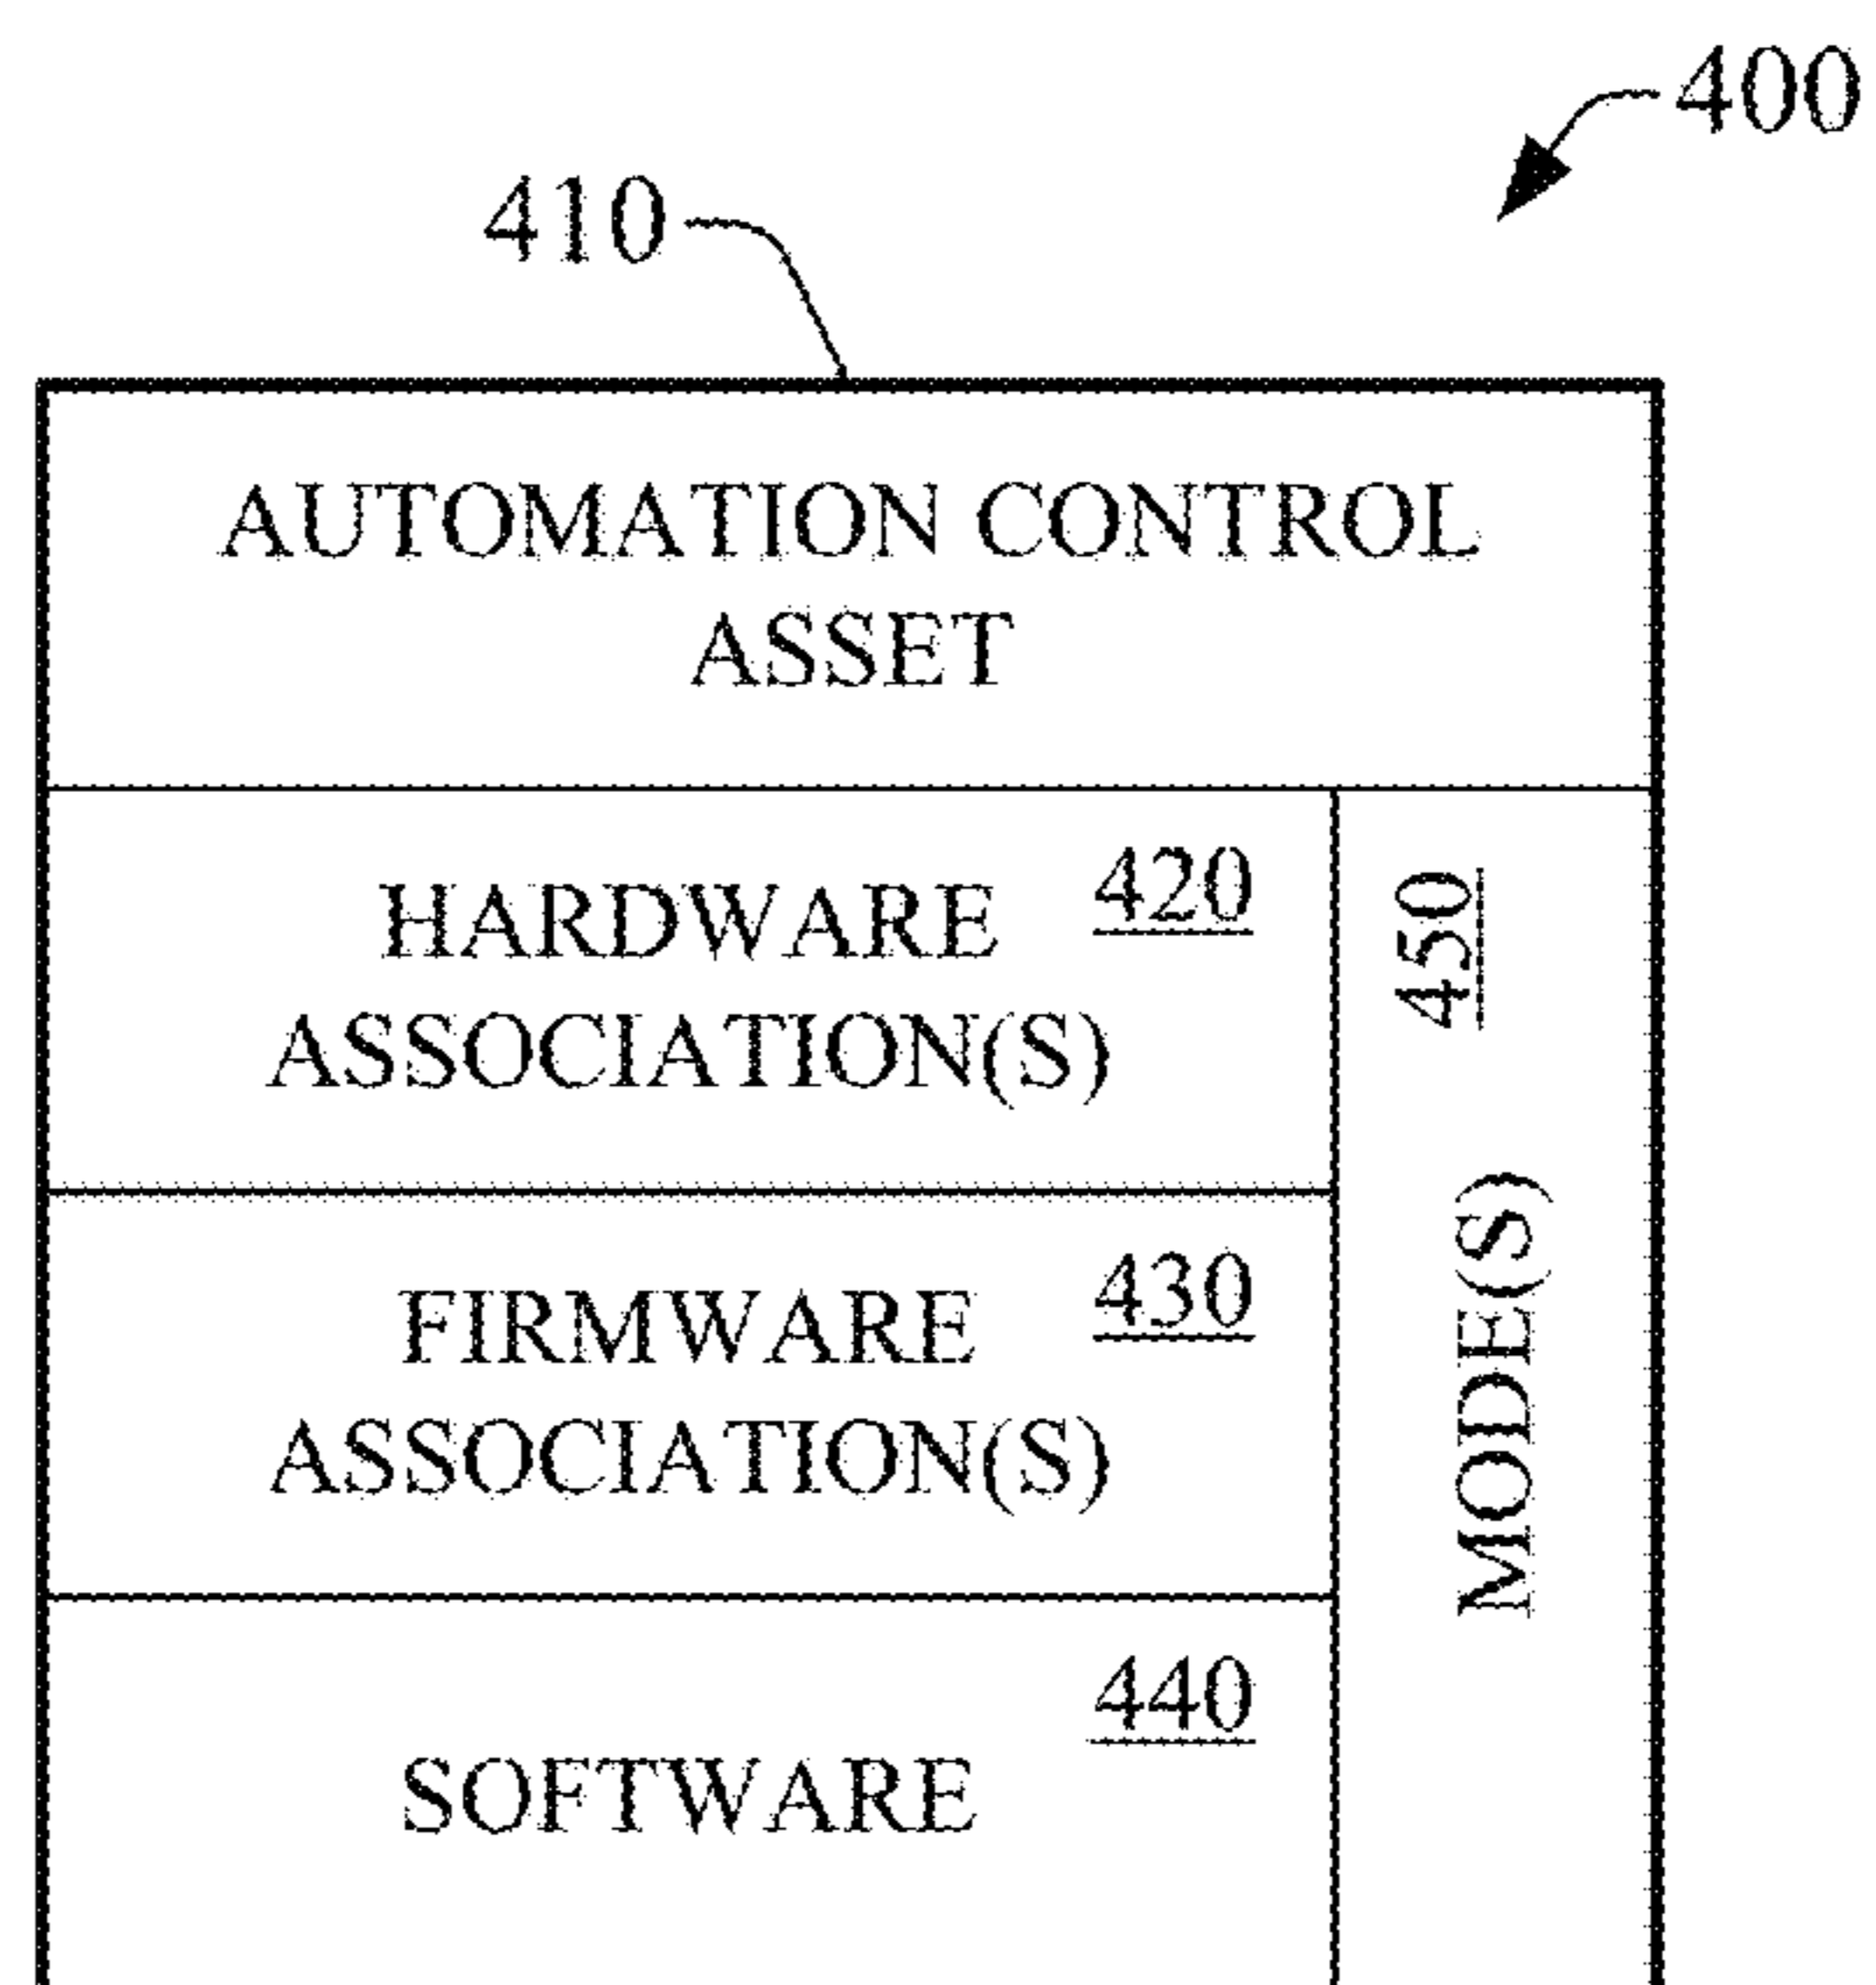 400
410
AUTOMATION CONTROL
ASSET
HARDWARE 420
ASSOCIATION(S)
FIRMWARE 430
ASSOCIATION(S)
440
SOFTWARE
MODE(S) 450